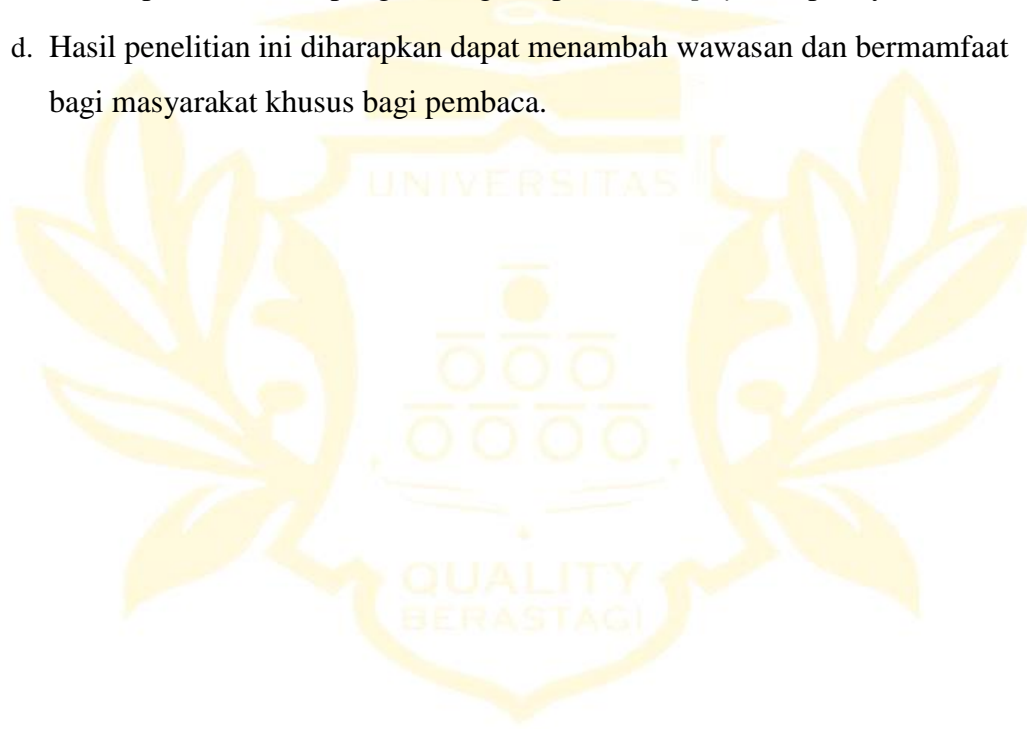 d. Hasil penelitian ini diharapkan dapat menambah wawasan dan bermamfaat
bagi masyarakat khusus bagi pembaca.
UNIVERSITAS
QUALITY
BERASTAGI